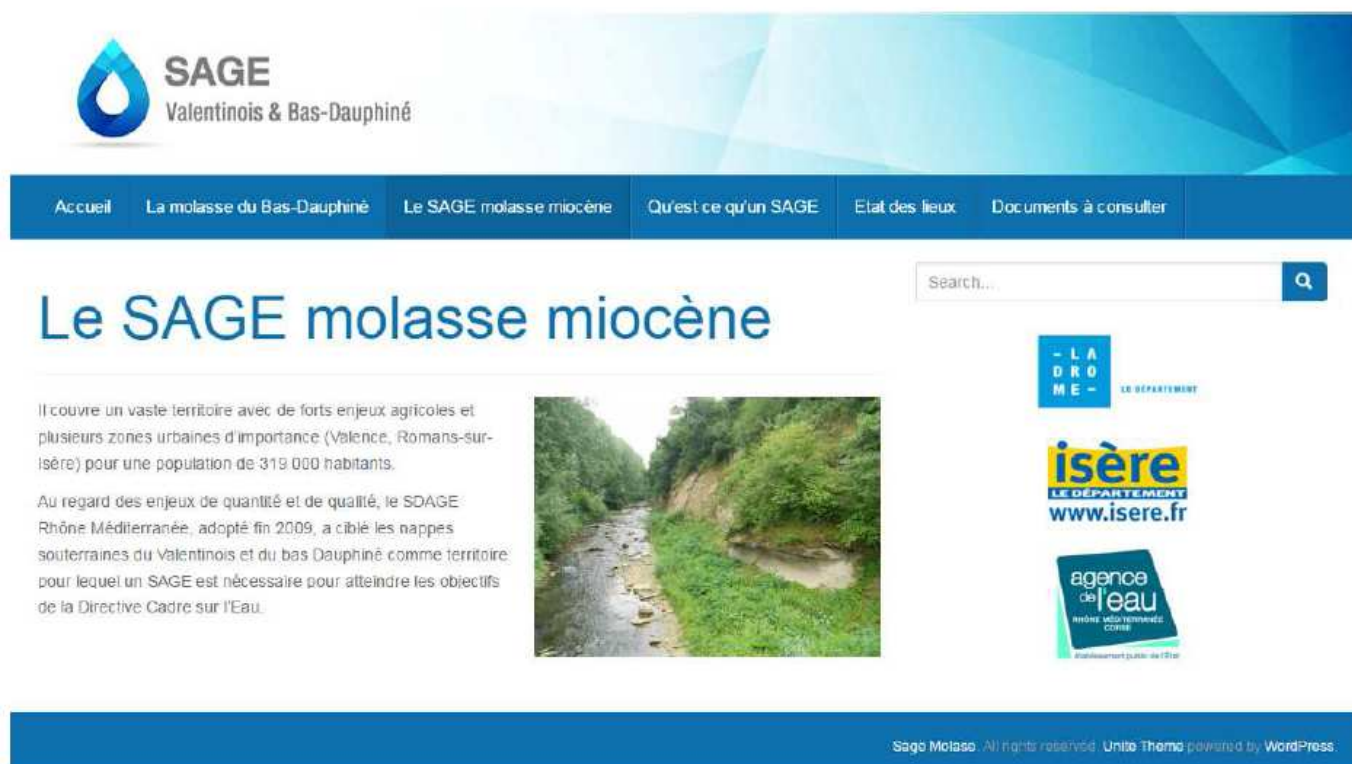 SAGE
Valentinois & Bas-Dauphiné
Accueil La molasse du Bas-Dauphiné Le SAGE molasse miocène Qu'est ce qu'un SAGE Etat des lieux Documents à consulter
Search...
Le SAGE molasse miocène
Il couvre un vaste territoire avec de forts enjeux agricoles et
plusieurs zones urbaines d'importance (Valence, Romans-sur-
Isère) pour une population de 319 000 habitants.
Au regard des enjeux de quantité et de qualité, le SDAGE
Rhône Méditerranée, adopté fin 2009, a ciblé les nappes
souterraines du Valentinois et du bas Dauphiné comme territoire
pour lequel un SAGE est nécessaire pour atteindre les objectifs
de la Directive Cadre sur l'Eau.
- L A
D R O
M E -
LE DÉPARTEMENT
isère
LE DÉPARTEMENT
www.isere.fr
agence
de l'eau
RHÔNE MÉDITERRANÉE
CORSE
établissement public de l'État
Sage Molase. All rights reserved. Unite Theme powered by WordPress.